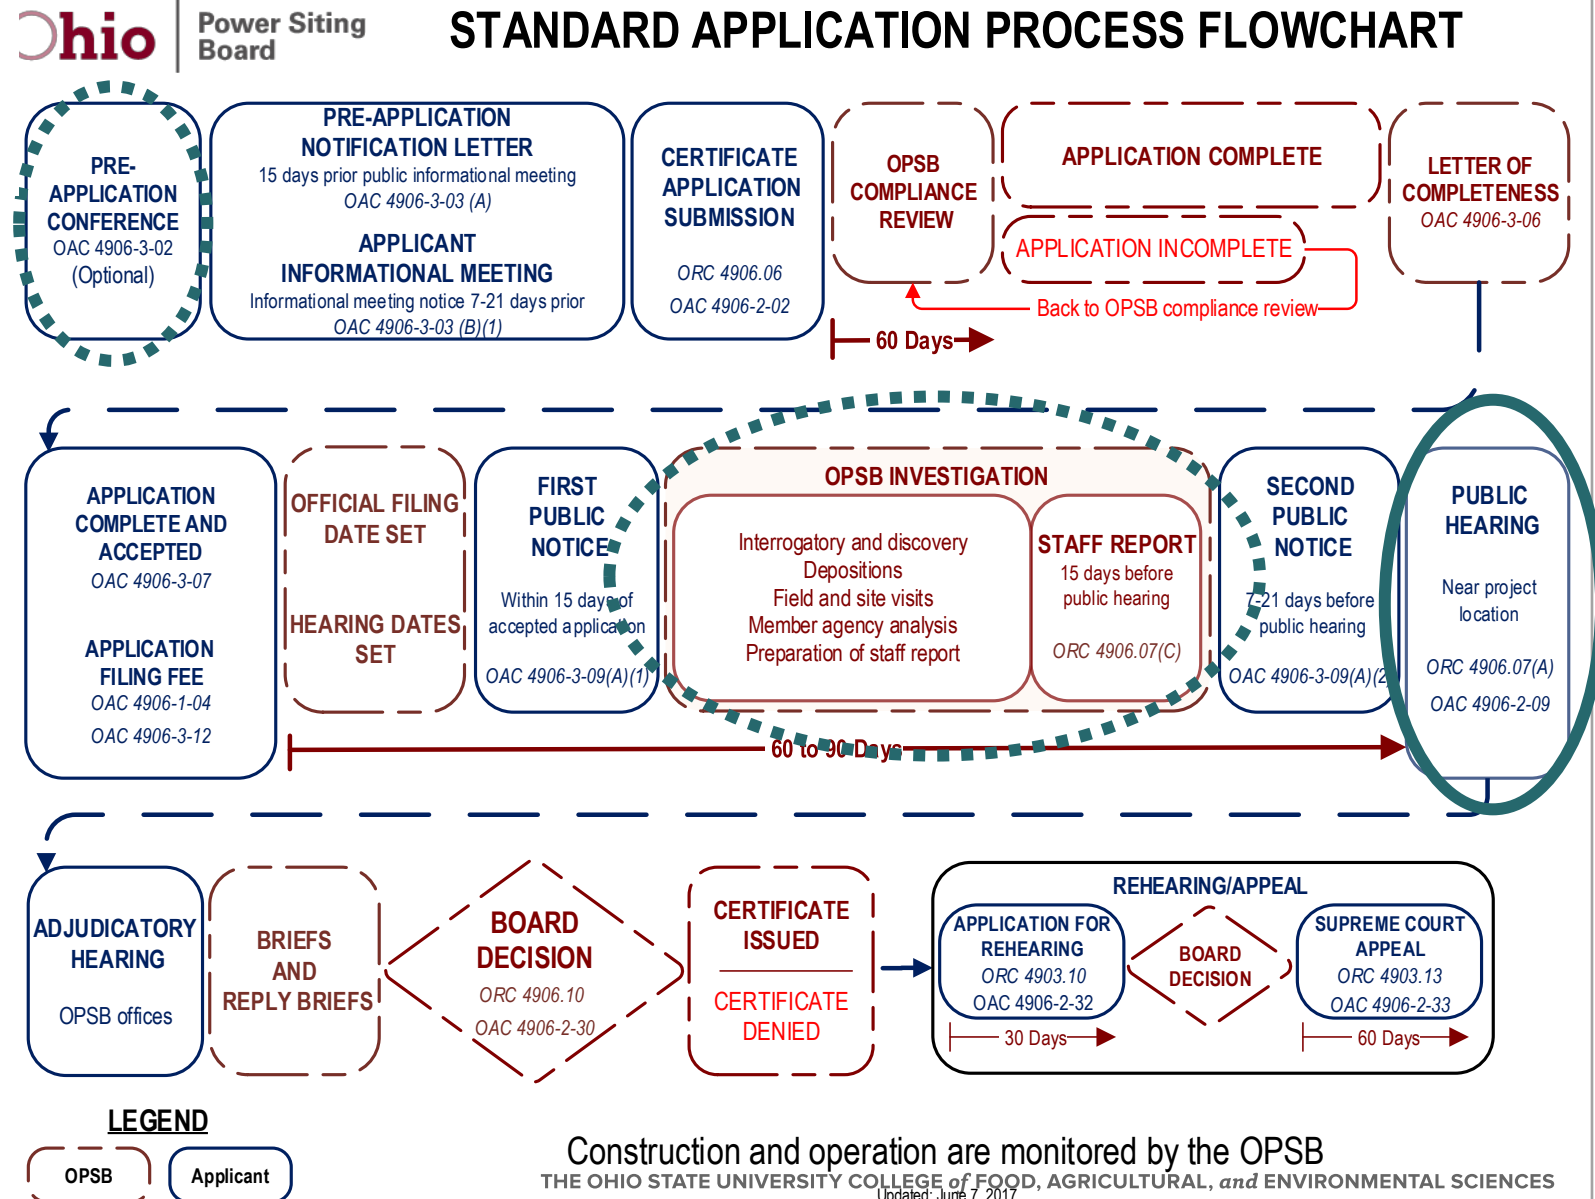 Ohio
Power Siting
Board
STANDARD APPLICATION PROCESS FLOWCHART
PRE-
APPLICATION
CONFERENCE
OAC 4906-3-02
(Optional)
PRE-APPLICATION
NOTIFICATION LETTER
15 days prior public informational meeting
OAC 4906-3-03 (A)
APPLICANT
INFORMATIONAL MEETING
Informational meeting notice 7-21 days prior
OAC 4906-3-03 (B)(1)
CERTIFICATE
APPLICATION
SUBMISSION
ORC 4906.06
OAC 4906-2-02
OPSB
COMPLIANCE
REVIEW
APPLICATION COMPLETE
APPLICATION INCOMPLETE
Back to OPSB compliance review
60 Days
LETTER OF
COMPLETENESS
OAC 4906-3-06
APPLICATION
COMPLETE AND
ACCEPTED
OAC 4906-3-07
APPLICATION
FILING FEE
OAC 4906-1-04
OAC 4906-3-12
OFFICIAL FILING
DATE SET
HEARING DATES
SET
FIRST
PUBLIC
NOTICE
Within 15 days of
accepted application
OAC 4906-3-09(A)(1)
OPSB INVESTIGATION
Interrogatory and discovery
Depositions
Field and site visits
Member agency analysis
Preparation of staff report
STAFF REPORT
15 days before
public hearing
ORC 4906.07(C)
SECOND
PUBLIC
NOTICE
7-21 days before
public hearing
OAC 4906-3-09(A)(2
PUBLIC
HEARING
Near project
location
ORC 4906.07(A)
OAC 4906-2-09
60 to 90 Days
ADJUDICATORY
HEARING
OPSB offices
BRIEFS
AND
REPLY BRIEFS
BOARD
DECISION
ORC 4906.10
OAC 4906-2-30
CERTIFICATE
ISSUED
CERTIFICATE
DENIED
REHEARING/APPEAL
APPLICATION FOR
REHEARING
ORC 4903.10
OAC 4906-2-32
30 Days
BOARD
DECISION
SUPREME COURT
APPEAL
ORC 4903.13
OAC 4906-2-33
60 Days
LEGEND
OPSB
Applicant
Construction and operation are monitored by the OPSB
THE OHIO STATE UNIVERSITY COLLEGE of FOOD, AGRICULTURAL, and ENVIRONMENTAL SCIENCES
Updated: June 7, 2017